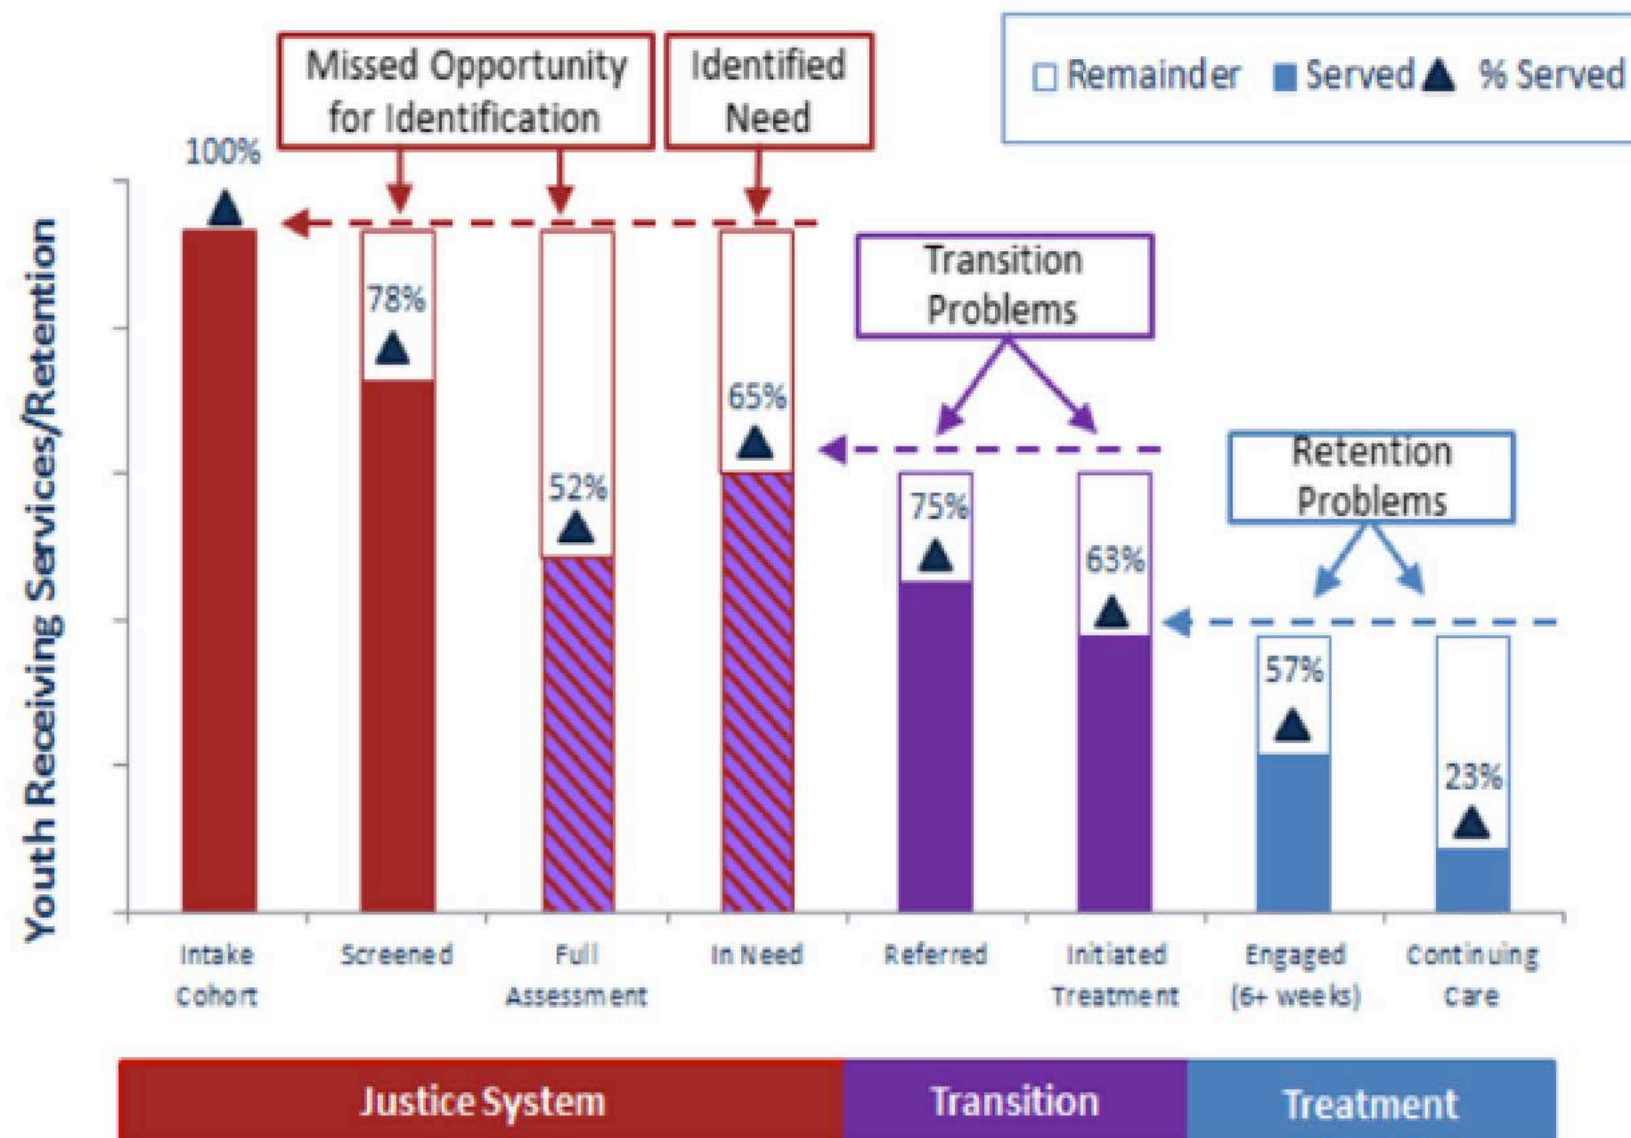 Missed Opportunity
for Identification
Identified
Need
Remainder Served % Served
100%
78%
52%
65%
Transition
Problems
75%
63%
Retention
Problems
57%
23%
Youth Receiving Services/Retention
Intake
Cohort
Screened
Full
Assessment
In Need
Referred
Initiated
Treatment
Engaged
(6+ weeks)
Continuing
Care
Justice System
Transition
Treatment